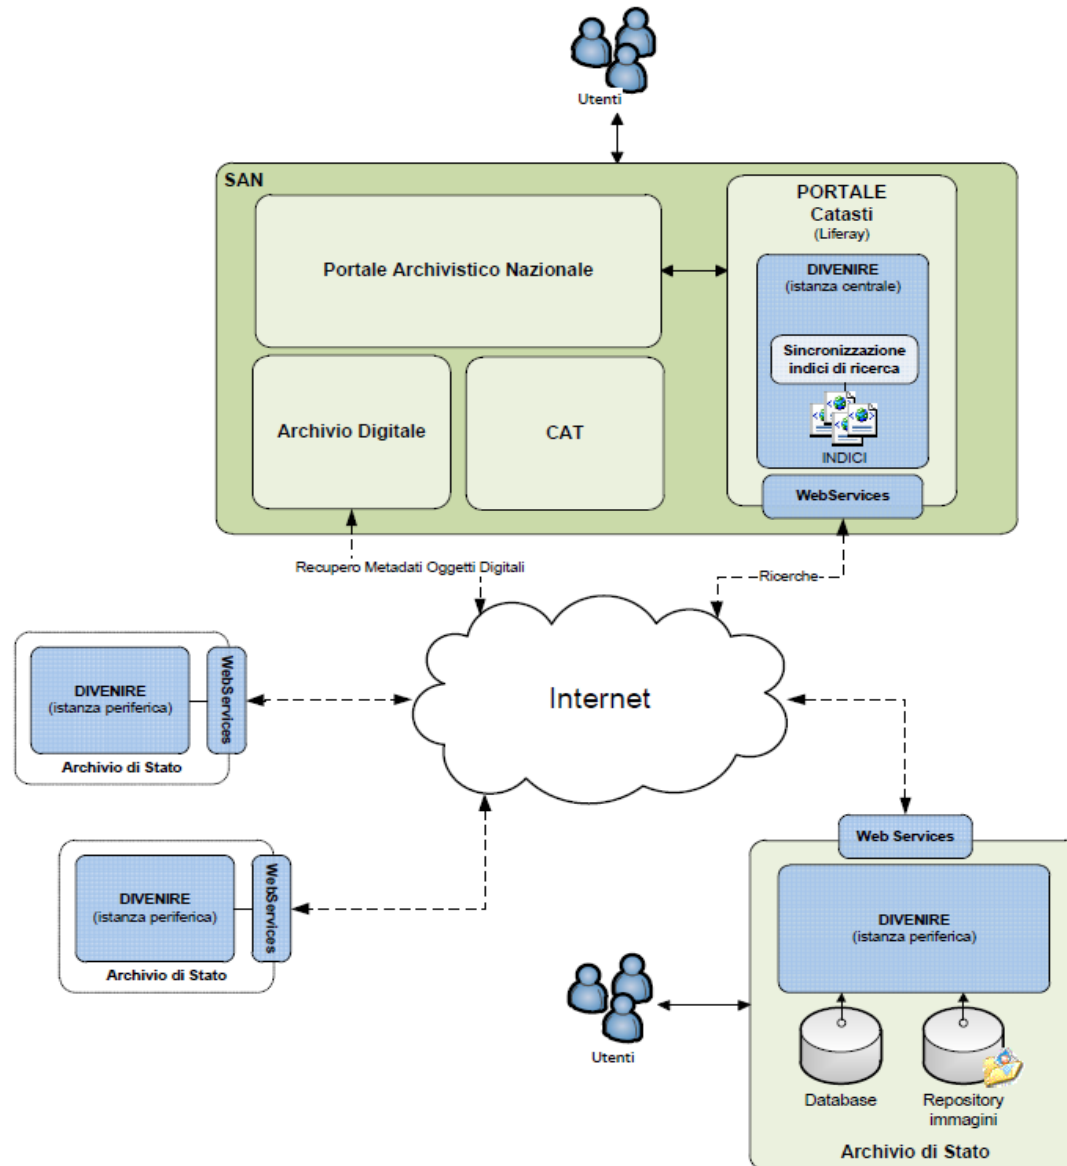 Utenti
SAN
Portale Archivistico Nazionale
PORTALE
Catasti
(Liferay)
DIVENIRE
(istanza centrale)
Sincronizzazione
indici di ricerca
INDICI
WebServices
Archivio Digitale
CAT
Recupero Metadati Oggetti Digitali
Ricerche
Internet
DIVENIRE
(istanza periferica)
WebServices
Archivio di Stato
DIVENIRE
(istanza periferica)
WebServices
Archivio di Stato
Web Services
DIVENIRE
(istanza periferica)
Utenti
Database
Repository
immagini
Archivio di Stato